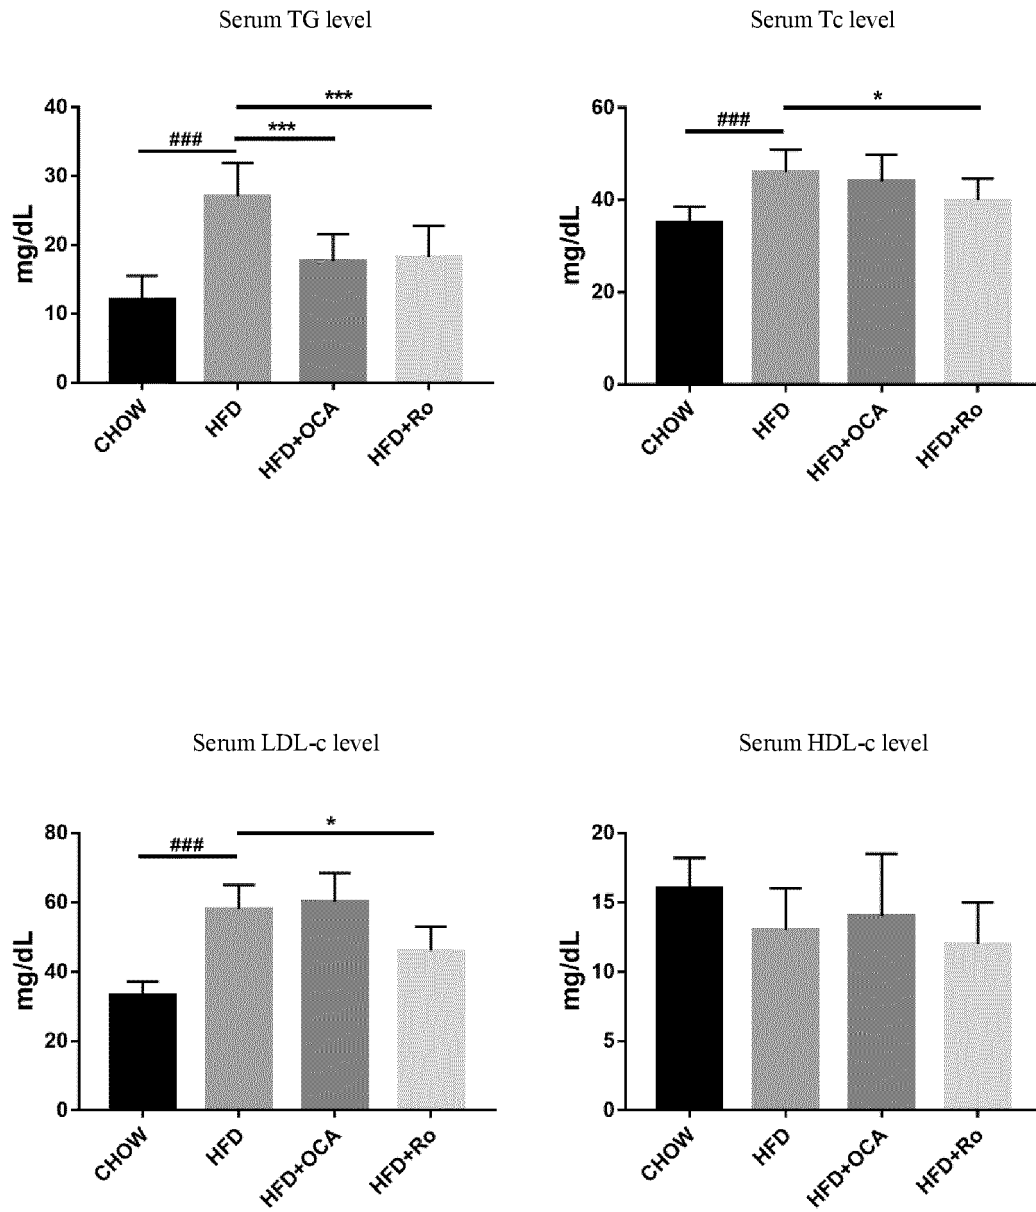 Serum TG level
***
***
###
40
30
20
10
0
mg/dL
CHOW
HFD
HFD+OCA
HFD+Ro
Serum Tc level
*
###
60
40
20
0
mg/dL
CHOW
HFD
HFD+OCA
HFD+Ro
Serum LDL-c level
*
###
80
60
40
20
0
mg/dL
CHOW
HFD
HFD+OCA
HFD+Ro
Serum HDL-c level
20
15
10
5
0
mg/dL
CHOW
HFD
HFD+OCA
HFD+Ro